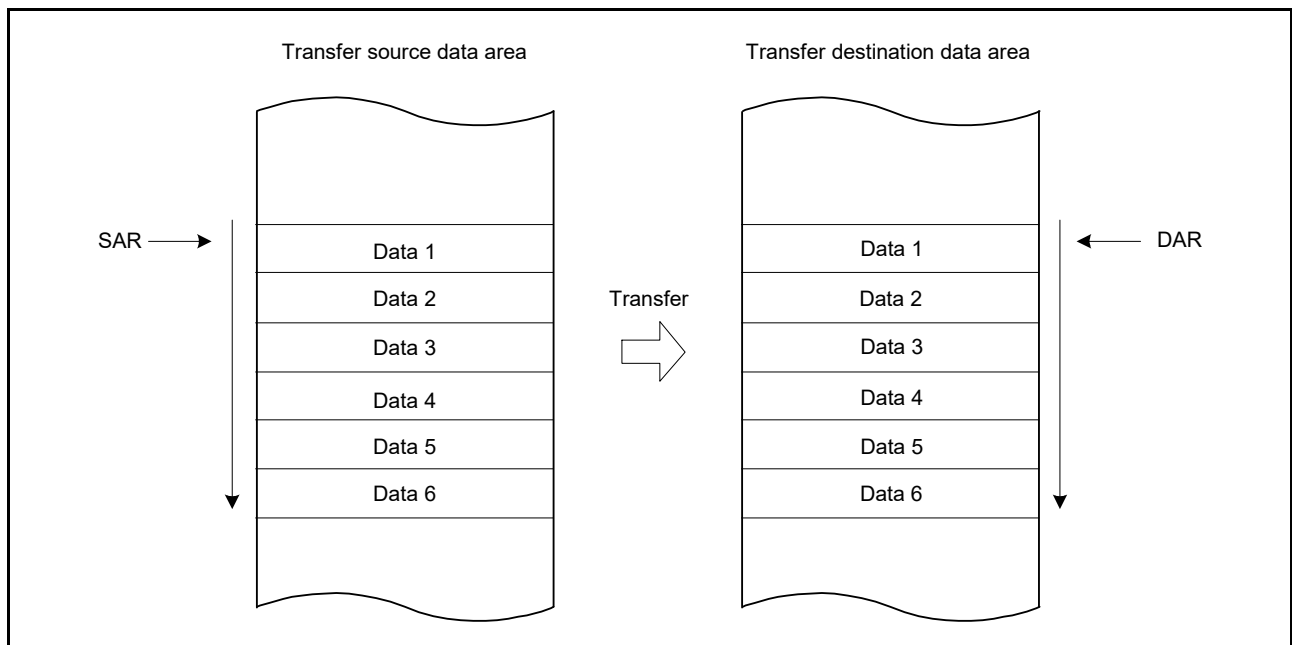 Transfer source data area
Transfer destination data area
SAR
Data 1
Data 2
Data 3
Data 4
Data 5
Data 6
Transfer
Data 1
Data 2
Data 3
Data 4
Data 5
Data 6
DAR